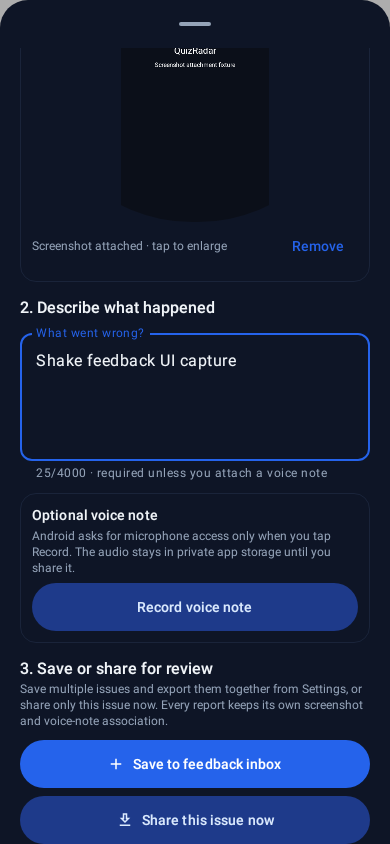 QuizRadar
Screenshot attachment fixture
Screenshot attached · tap to enlarge
Remove
2. Describe what happened
What went wrong?
Shake feedback UI capture
25/4000 · required unless you attach a voice note
Optional voice note
Android asks for microphone access only when you tap
Record. The audio stays in private app storage until you
share it.
Record voice note
3. Save or share for review
Save multiple issues and export them together from Settings, or
share only this issue now. Every report keeps its own screenshot
and voice-note association.
Save to feedback inbox
Share this issue now